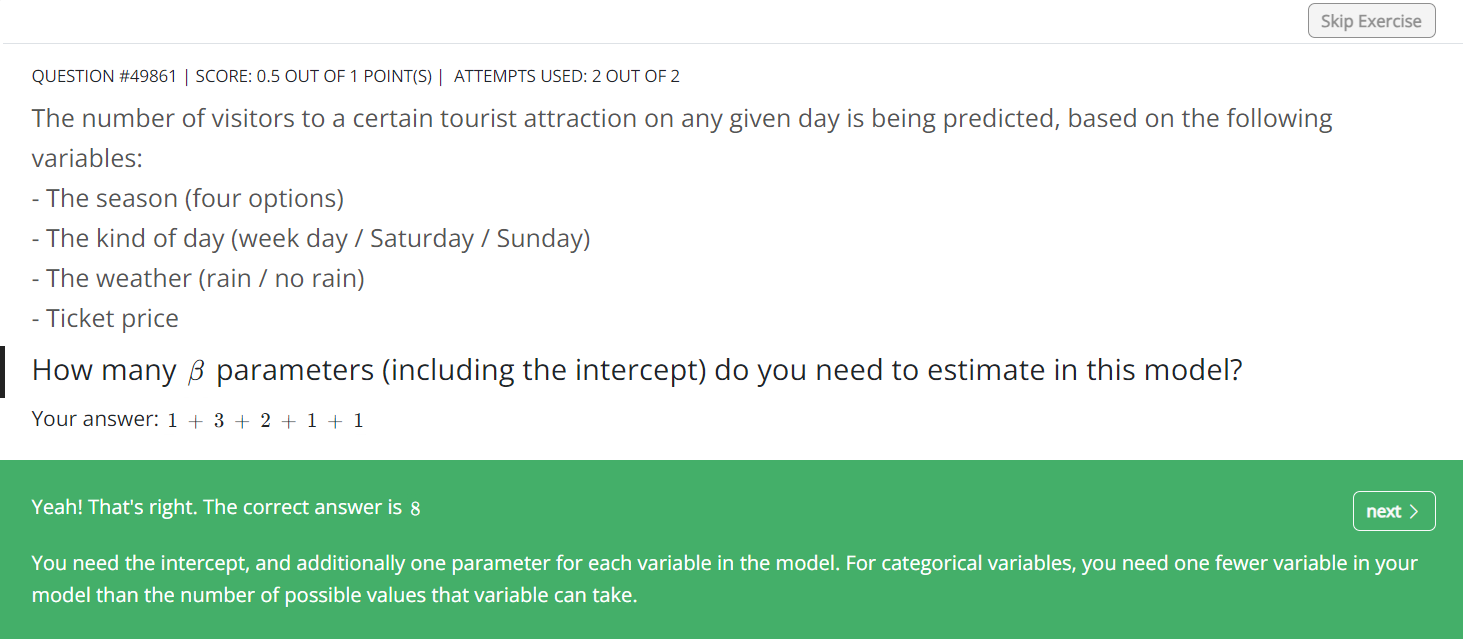 Skip Exercise
QUESTION #49861 | SCORE: 0.5 OUT OF 1 POINT(S) | ATTEMPTS USED: 2 OUT OF 2
The number of visitors to a certain tourist attraction on any given day is being predicted, based on the following
variables:
- The season (four options)
- The kind of day (week day / Saturday / Sunday)
- The weather (rain / no rain)
- Ticket price
How many β parameters (including the intercept) do you need to estimate in this model?
Your answer: 1 + 3 + 2 + 1 + 1
Yeah! That's right. The correct answer is 8
next >
You need the intercept, and additionally one parameter for each variable in the model. For categorical variables, you need one fewer variable in your
model than the number of possible values that variable can take.